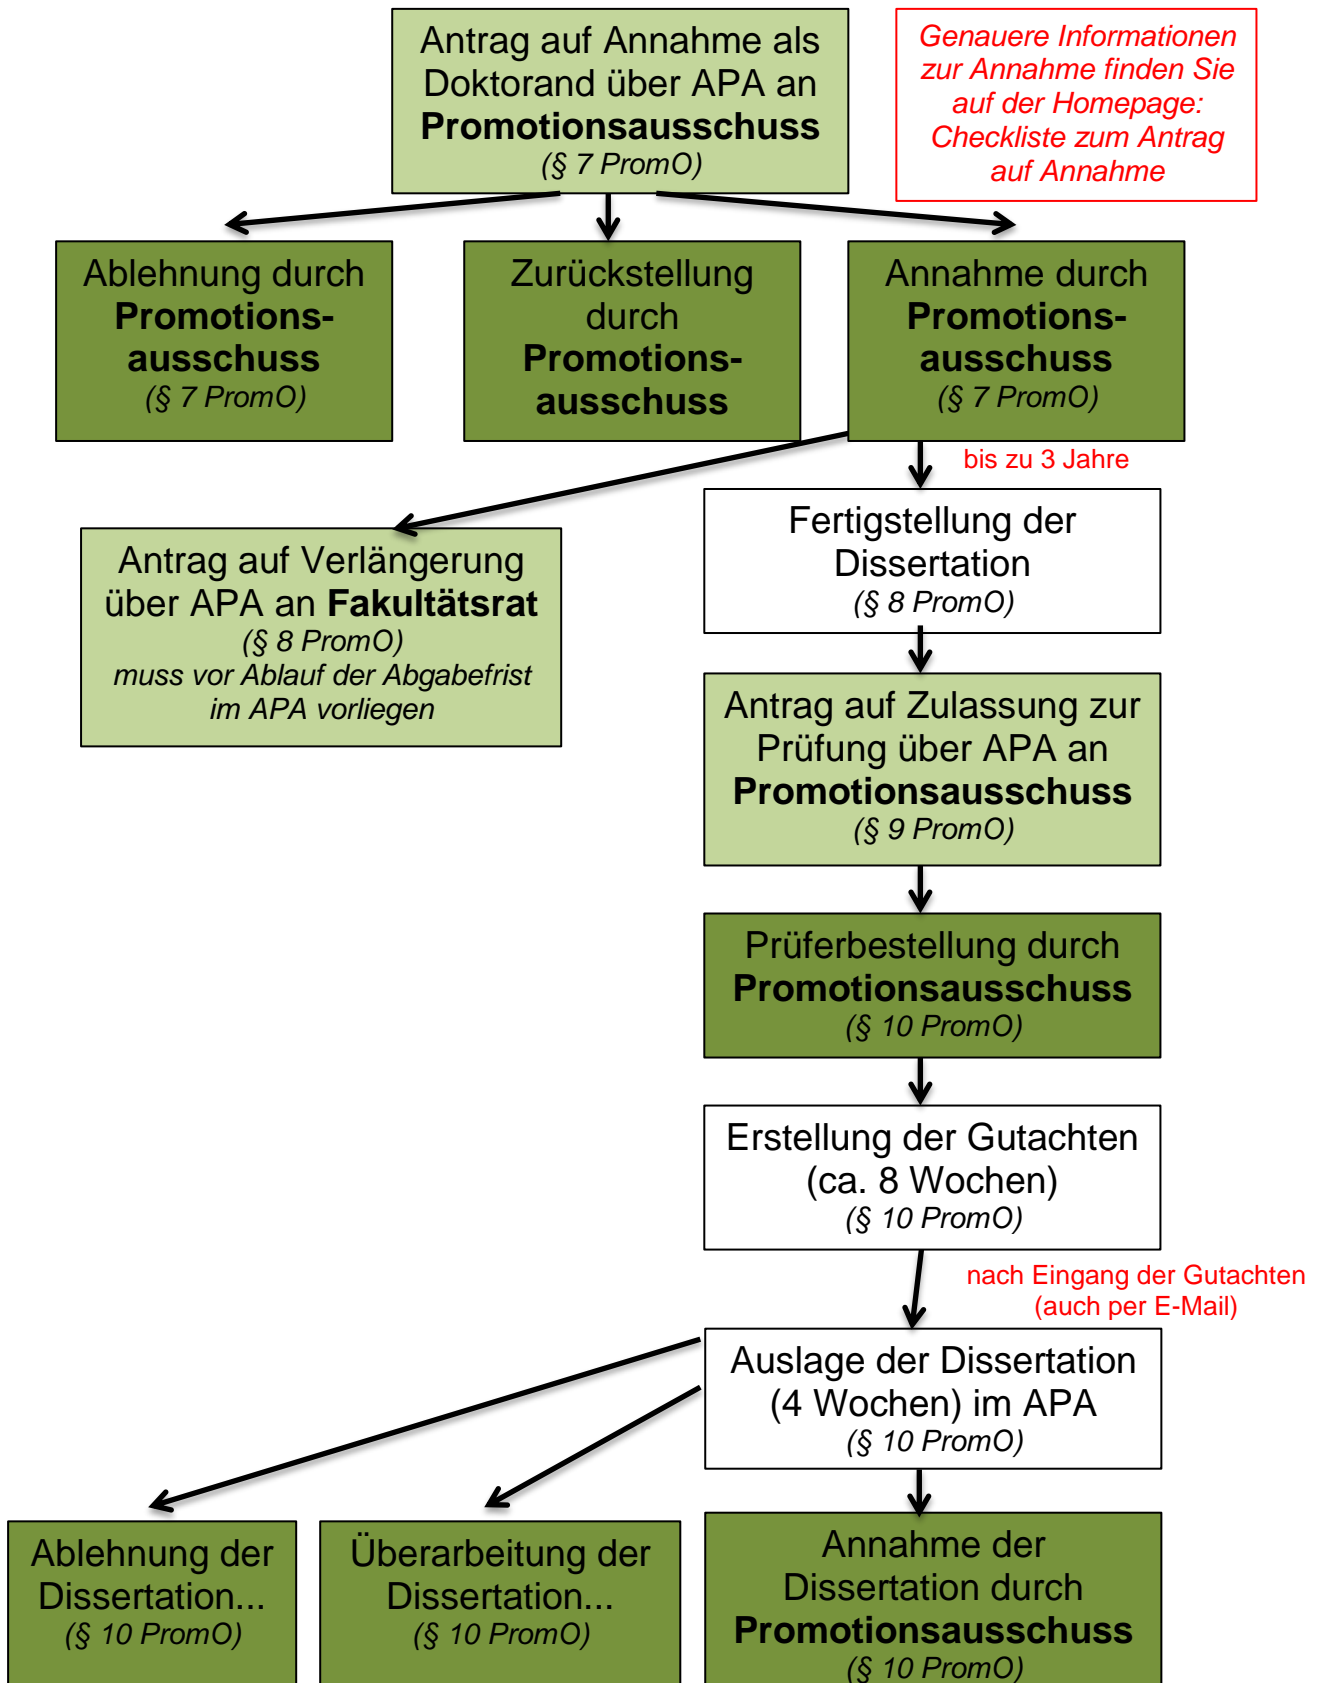 Antrag auf Annahme als
Doktorand über APA an
Promotionsausschuss
(§ 7 PromO)
Genauere Informationen
zur Annahme finden Sie
auf der Homepage:
Checkliste zum Antrag
auf Annahme
Ablehnung durch
Promotions-
ausschuss
(§ 7 PromO)
Zurückstellung
durch
Promotions-
ausschuss
Annahme durch
Promotions-
ausschuss
(§ 7 PromO)
bis zu 3 Jahre
Antrag auf Verlängerung
über APA an Fakultätsrat
(§ 8 PromO)
muss vor Ablauf der Abgabefrist
im APA vorliegen
Fertigstellung der
Dissertation
(§ 8 PromO)
Antrag auf Zulassung zur
Prüfung über APA an
Promotionsausschuss
(§ 9 PromO)
Prüferbestellung durch
Promotionsausschuss
(§ 10 PromO)
Erstellung der Gutachten
(ca. 8 Wochen)
(§ 10 PromO)
nach Eingang der Gutachten
(auch per E-Mail)
Auslage der Dissertation
(4 Wochen) im APA
(§ 10 PromO)
Ablehnung der
Dissertation...
(§ 10 PromO)
Überarbeitung der
Dissertation...
(§ 10 PromO)
Annahme der
Dissertation durch
Promotionsausschuss
(§ 10 PromO)